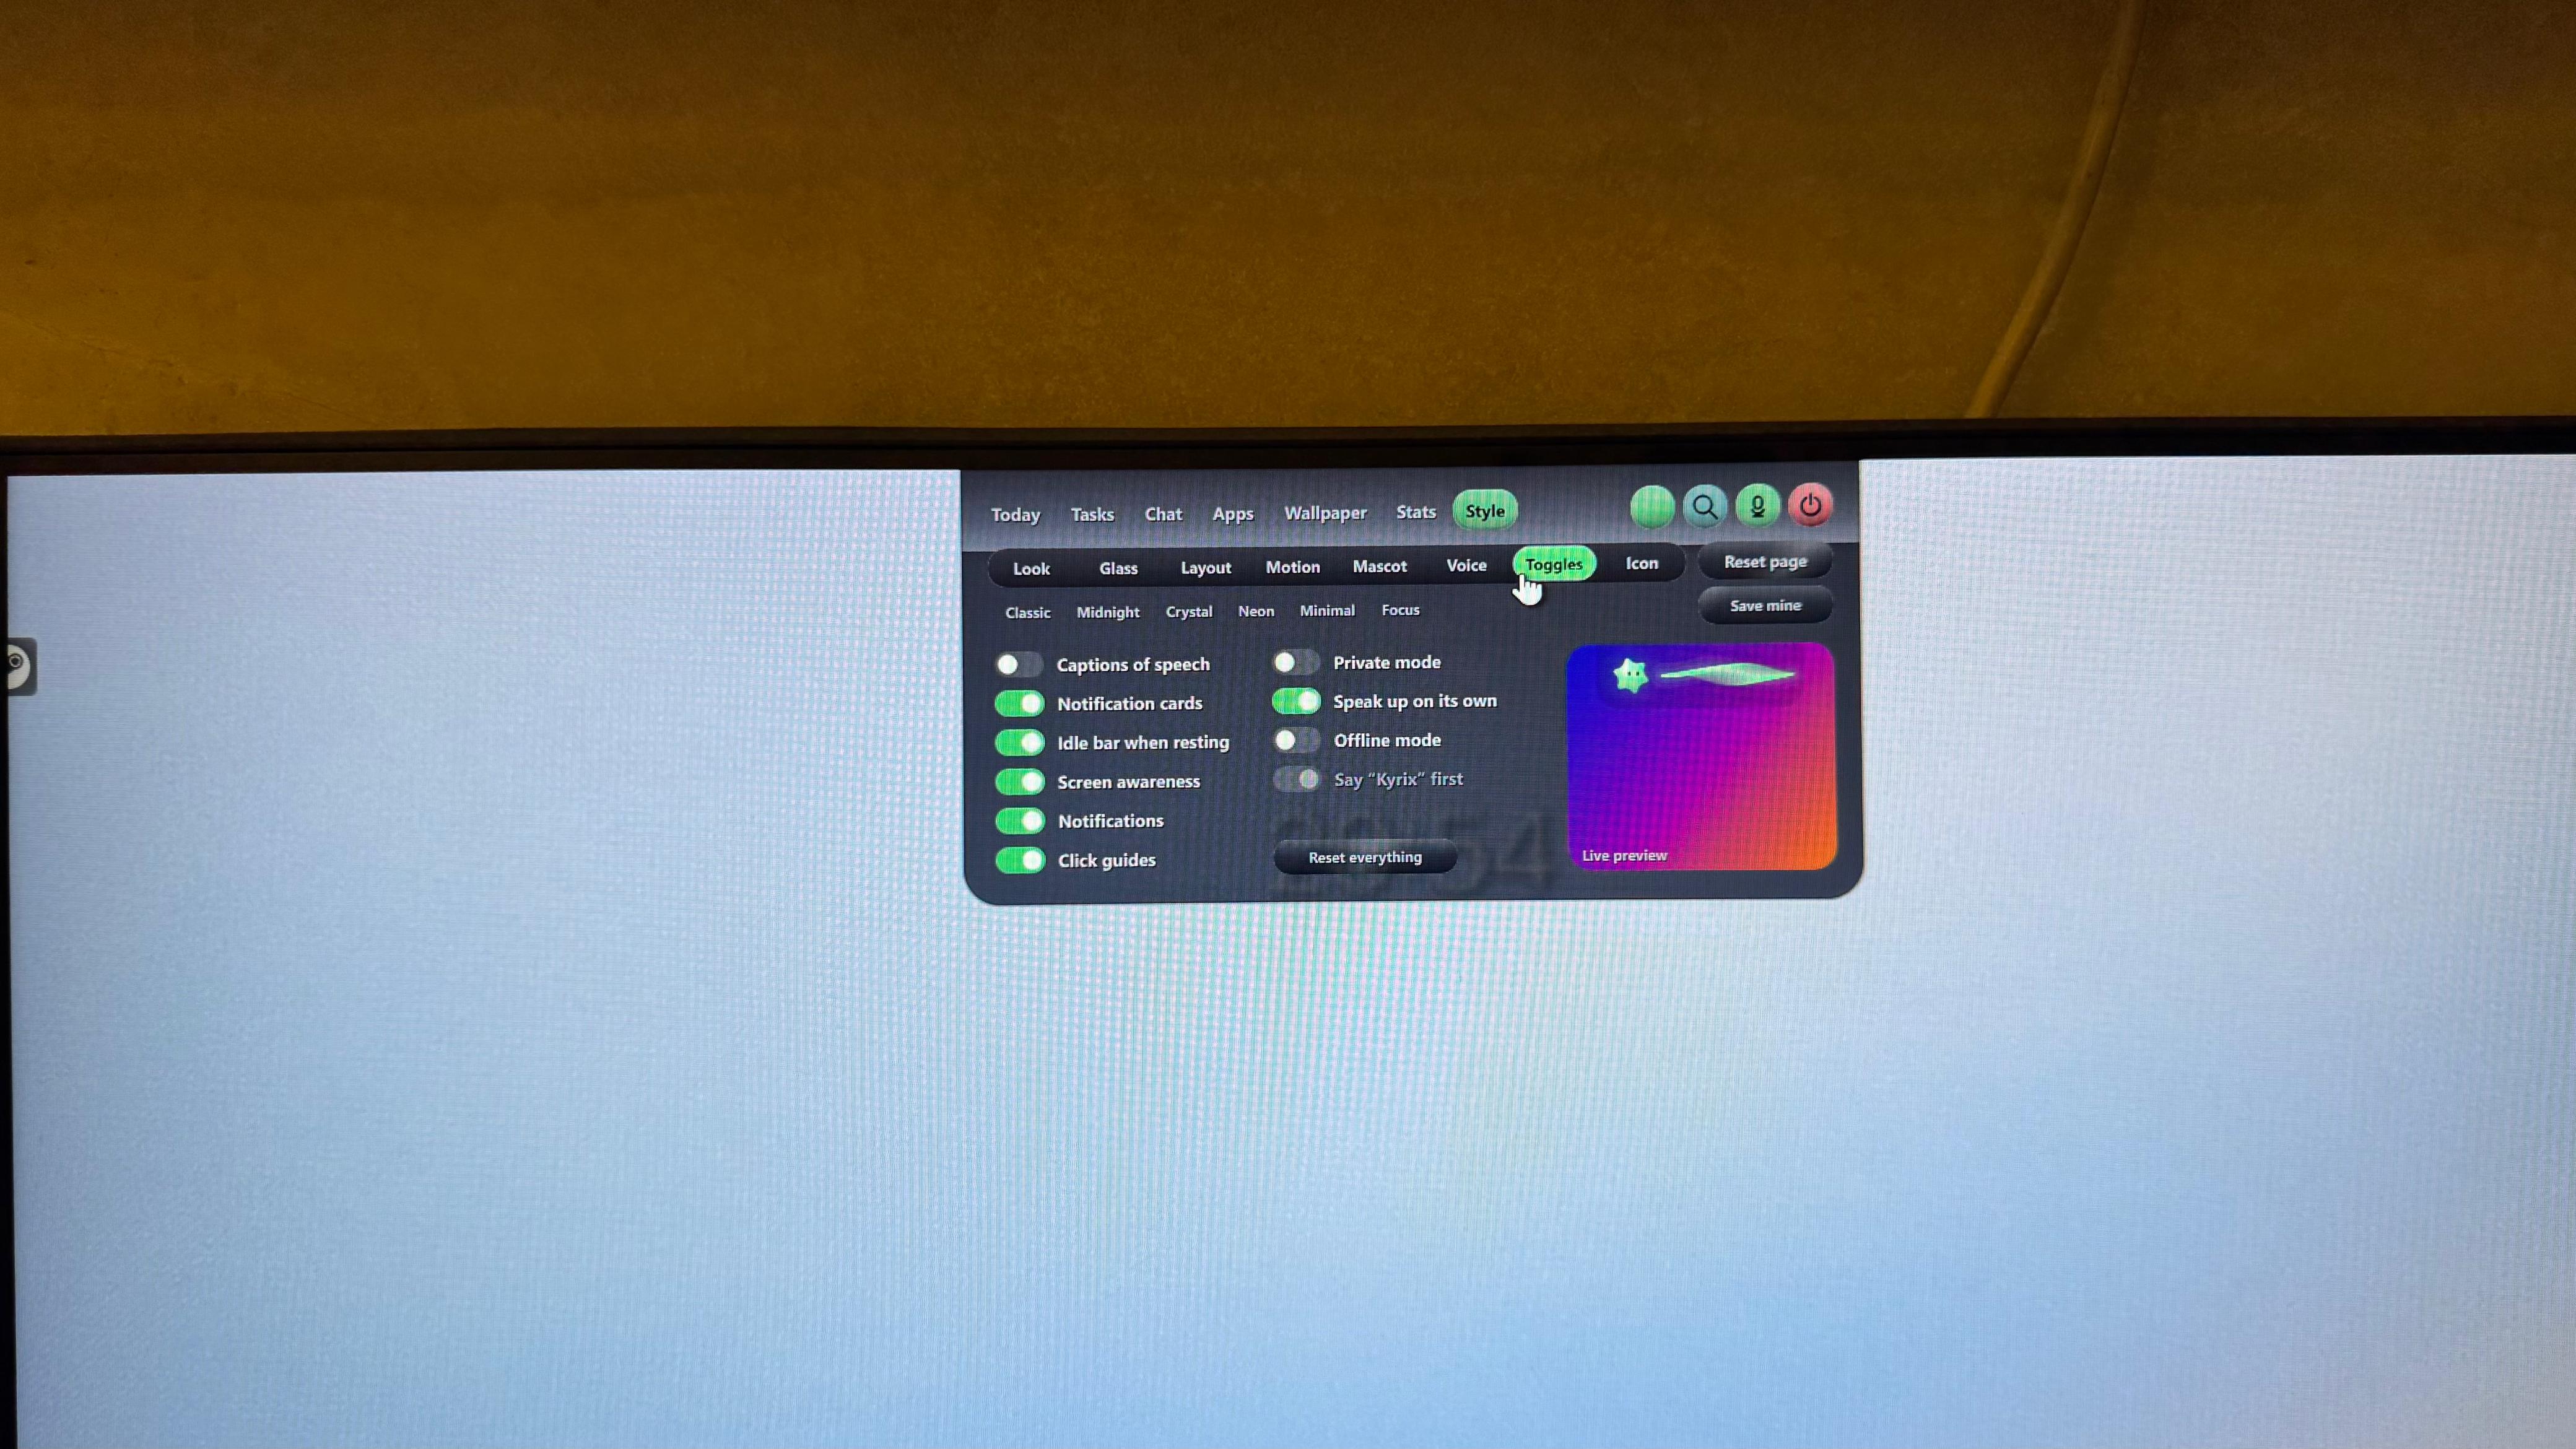 Today Tasks Chat Apps Wallpaper Stats Style
Look Glass Layout Motion Mascot Voice Toggles Icon Reset page
Classic Midnight Crystal Neon Minimal Focus Save mine
Captions of speech Private mode
Notification cards Speak up on its own
Idle bar when resting Offline mode
Screen awareness Say “Kyrix” first
Notifications
Click guides Reset everything Live preview